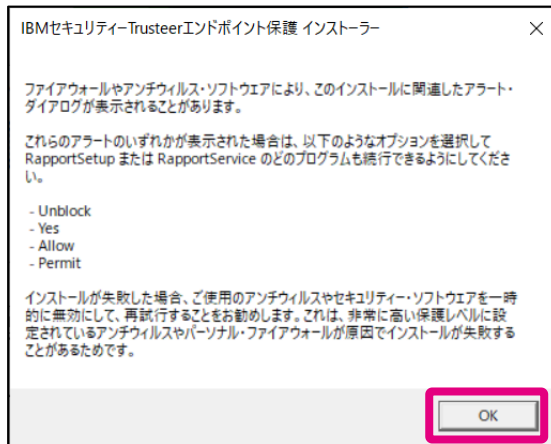 IBMセキュリティーTrusteerエンドポイント保護 インストーラー
ファイアウォールやアンチウィルス・ソフトウェアにより、このインストールに関連したアラート・
ダイアログが表示されることがあります。
これらのアラートのいずれかが表示された場合は、以下のようなオプションを選択して
RapportSetup または RapportService のどのプログラムも続行できるようにしてくださ
い。
- Unblock
- Yes
- Allow
- Permit
インストールが失敗した場合、ご使用のアンチウィルスやセキュリティー・ソフトウェアを一時
的に無効にして、再試行することをお勧めします。これは、非常に高い保護レベルに設
定されているアンチウィルスやパーソナル・ファイアウォールが原因でインストールが失敗する
ことがあるためです。
OK